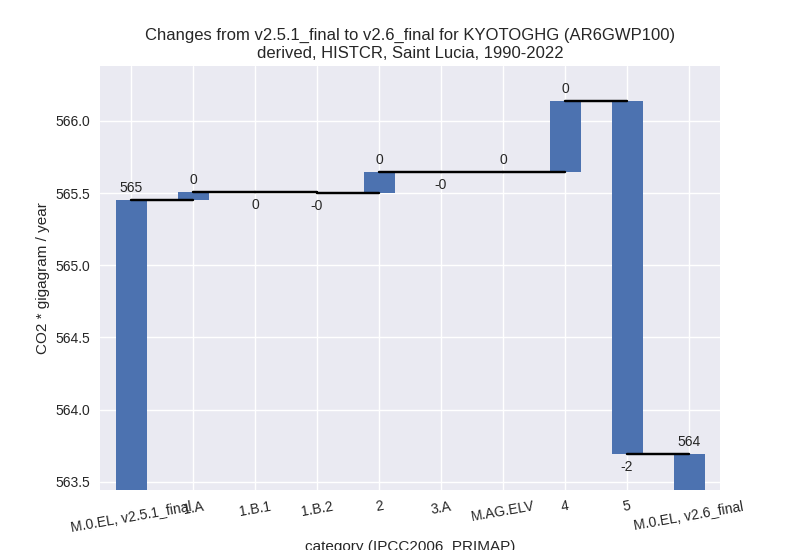 Changes from v2.5.1_final to v2.6_final for KYOTOGHG (AR6GWP100)
derived, HISTCR, Saint Lucia, 1990-2022
CO2 * gigagram / year
566.0
565.5
565.0
564.5
564.0
563.5
565
0
0
-0
0
-0
0
0
-2
564
M.0.EL, v2.5.1_final
1.A
1.B.1
1.B.2
2
3.A
M.AG.ELV
4
5
M.0.EL, v2.6_final
category (IPCC2006_PRIMAP)